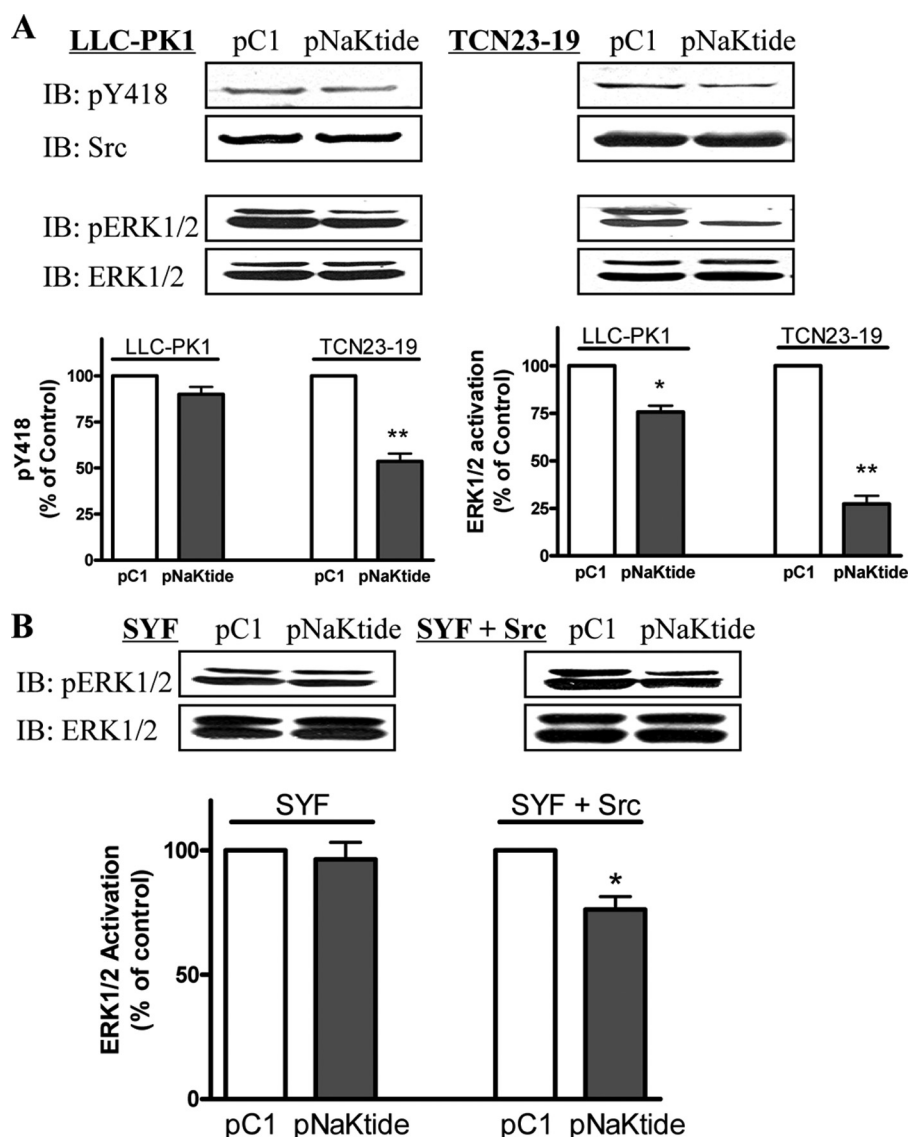 A
LLC-PK1 pC1 pNaKtide TCN23-19 pC1 pNaKtide
IB: pY418
IB: Src
IB: pERK1/2
IB: ERK1/2
LLC-PK1 TCN23-19
100
75
50
25
0
pY418
(% of Control)
**
pC1 pNaKtide pC1 pNaKtide
LLC-PK1 TCN23-19
100
75
50
25
0
ERK1/2 activation
(% of Control)
*
**
pC1 pNaKtide pC1 pNaKtide
B
SYF pC1 pNaKtide SYF + Src pC1 pNaKtide
IB: pERK1/2
IB: ERK1/2
SYF SYF + Src
100
50
0
ERK1/2 Activation
(% of control)
*
pC1 pNaKtide pC1 pNaKtide